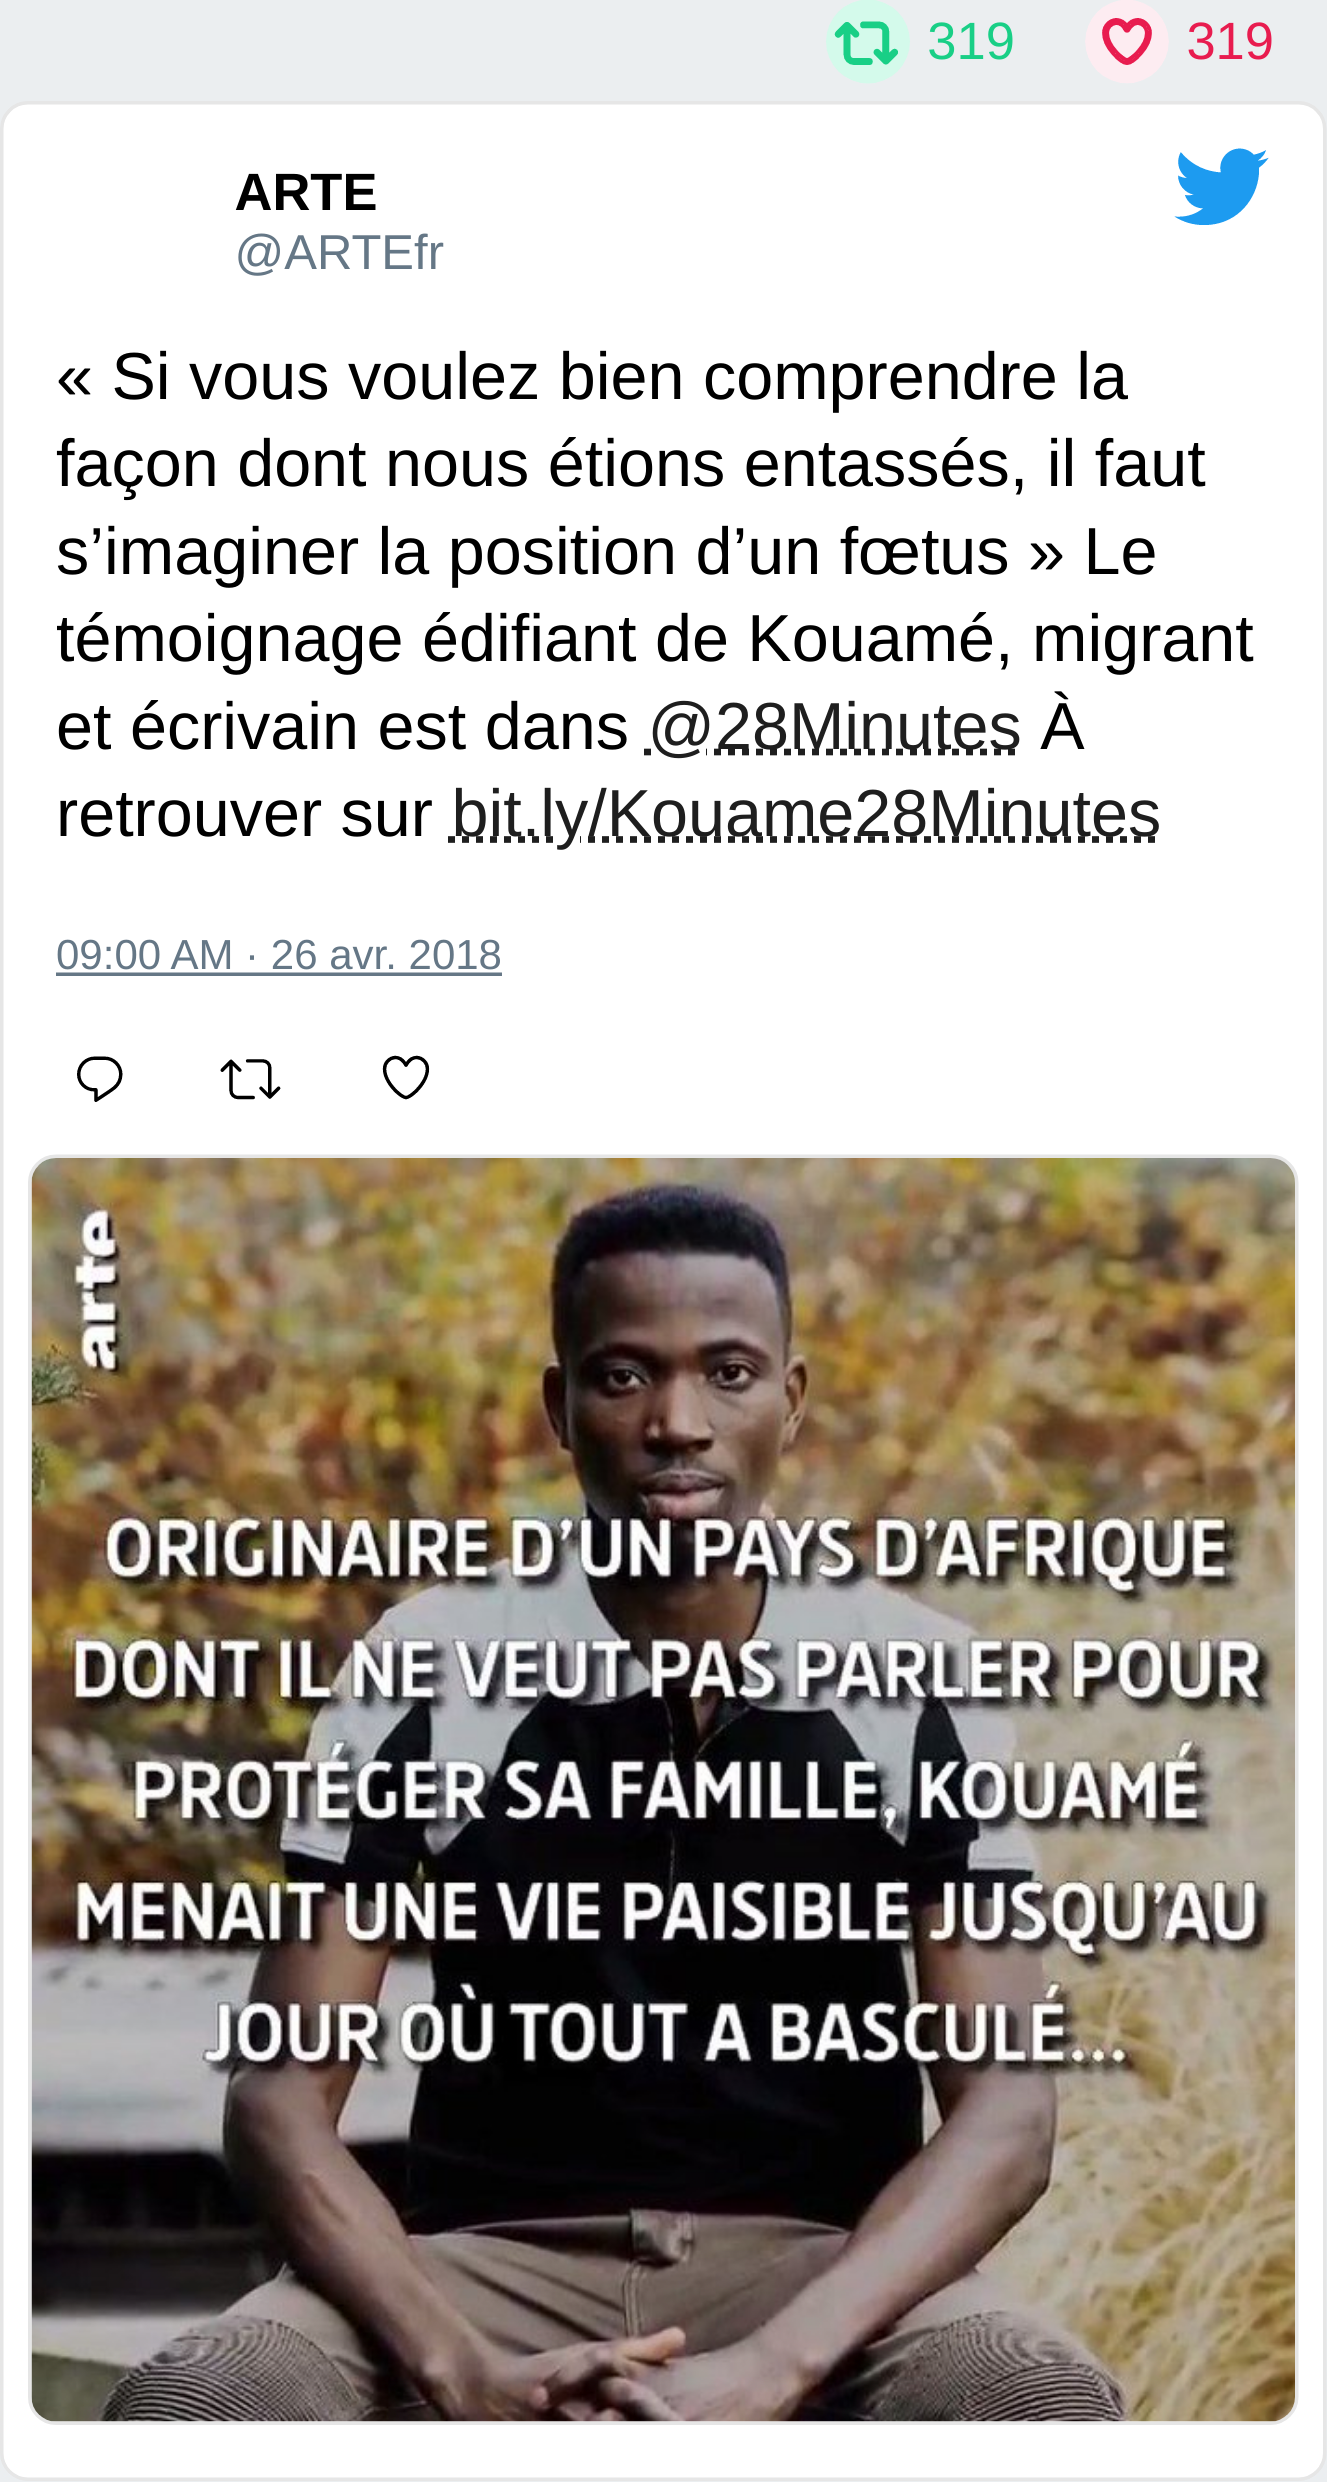 319 319
ARTE
@ARTEfr
« Si vous voulez bien comprendre la
façon dont nous étions entassés, il faut
s’imaginer la position d’un fœtus » Le
témoignage édifiant de Kouamé, migrant
et écrivain est dans @28Minutes À
retrouver sur bit.ly/Kouame28Minutes
09:00 AM · 26 avr. 2018
arte
ORIGINAIRE D’UN PAYS D’AFRIQUE
DONT IL NE VEUT PAS PARLER POUR
PROTÉGER SA FAMILLE, KOUAMÉ
MENAIT UNE VIE PAISIBLE JUSQU’AU
JOUR OÙ TOUT A BASCULÉ...